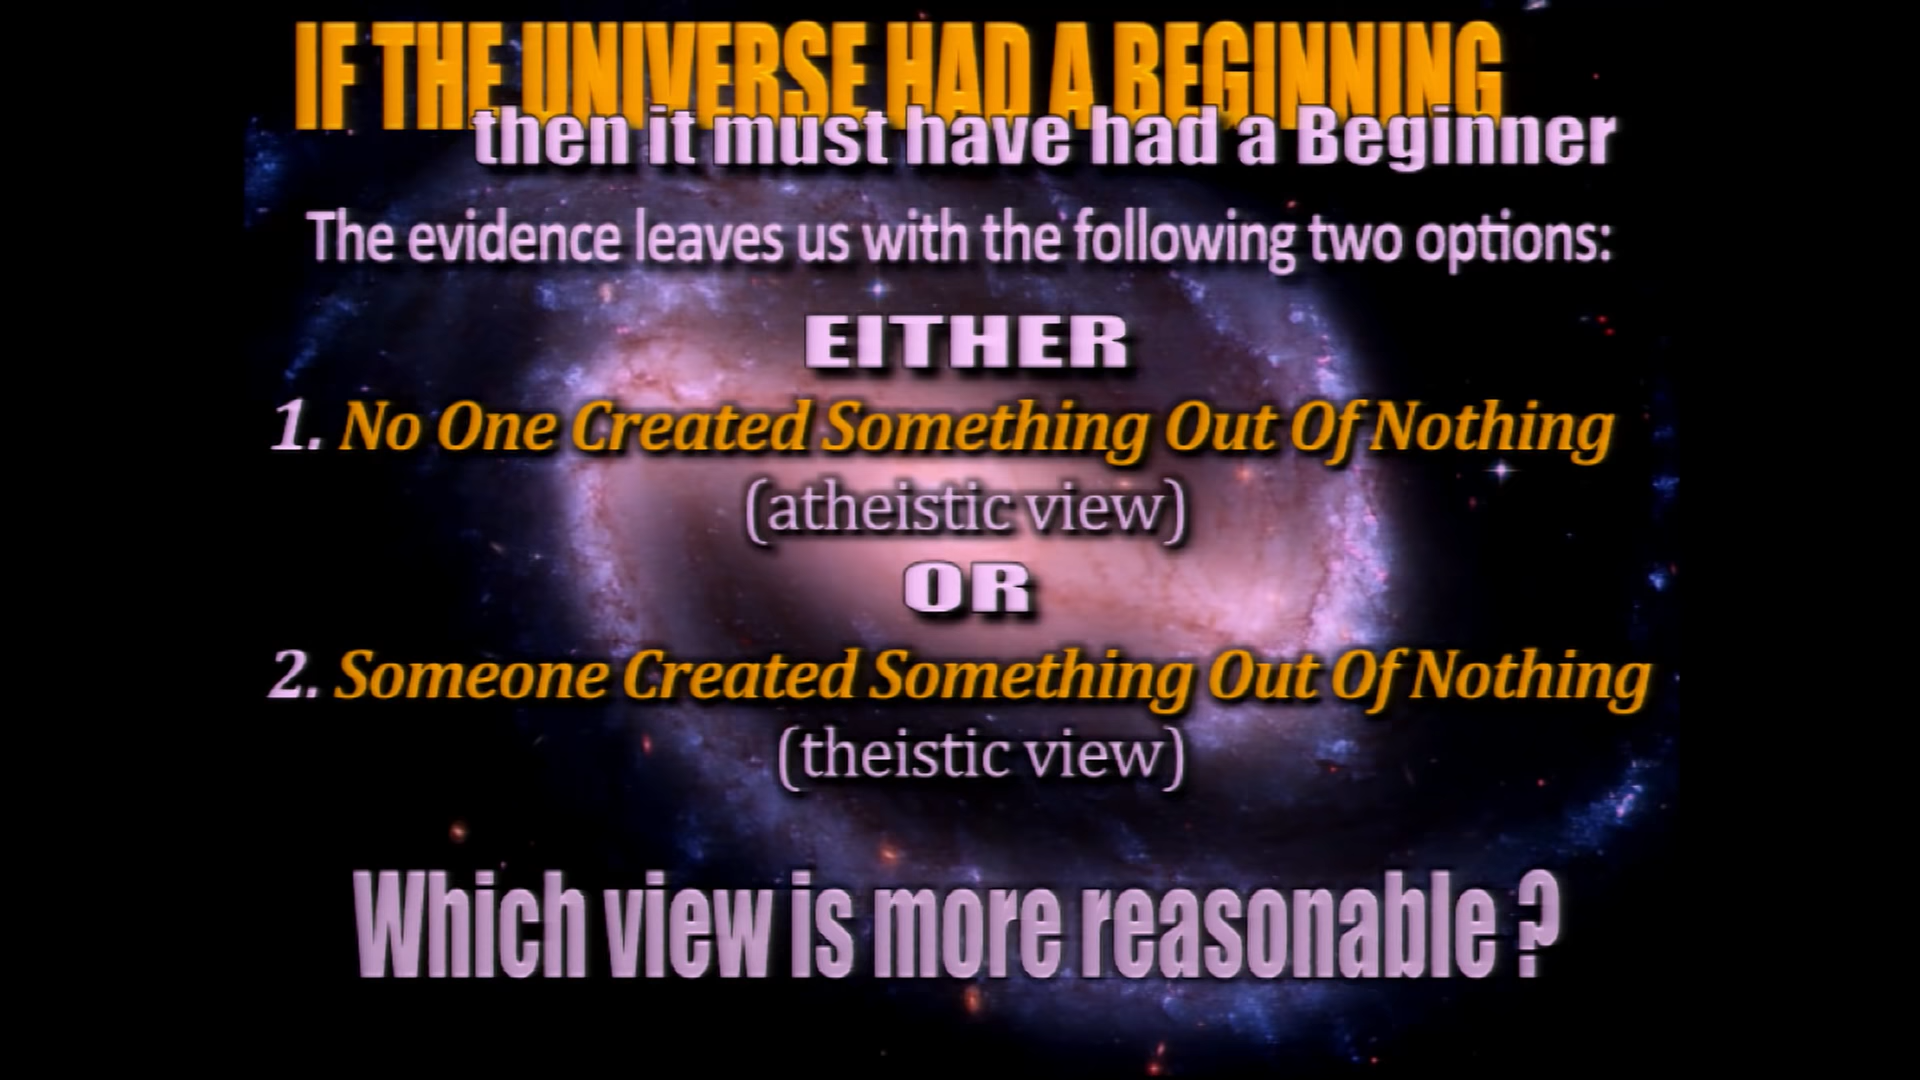 IF THE UNIVERSE HAD A BEGINNING
then it must have had a Beginner
The evidence leaves us with the following two options:
EITHER
1. No One Created Something Out Of Nothing
(atheistic view)
OR
2. Someone Created Something Out Of Nothing
(theistic view)
Which view is more reasonable ?